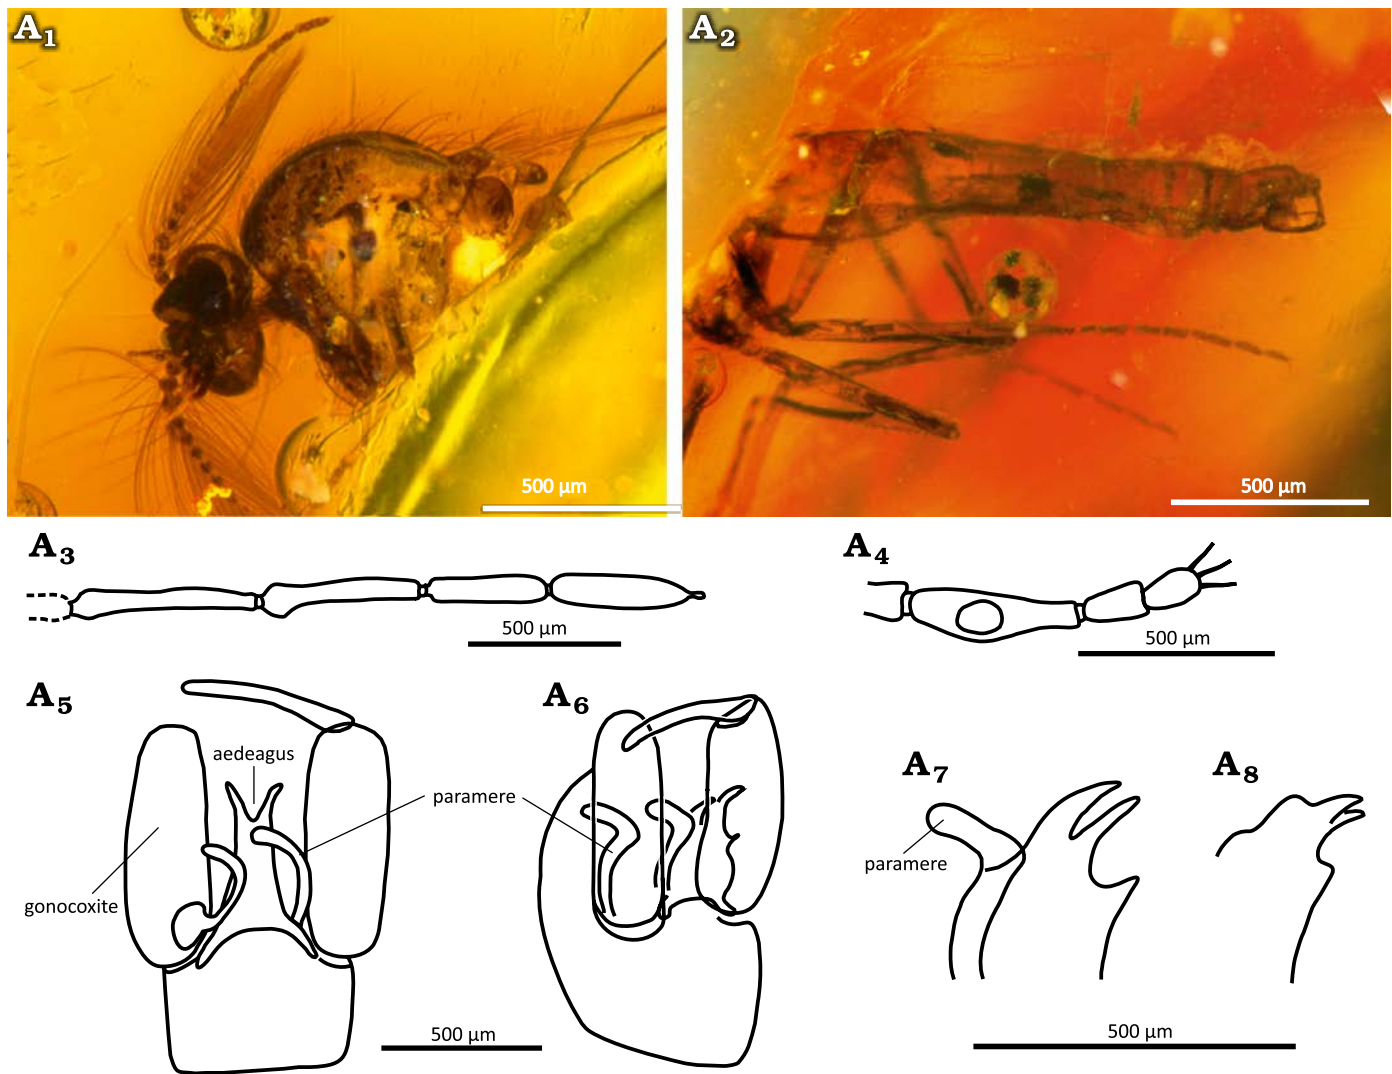 A1
A2
500 μm
500 μm
A3
500 μm
A4
500 μm
A5
aedeagus
gonocoxite
paramere
A6
500 μm
A7
paramere
A8
500 μm